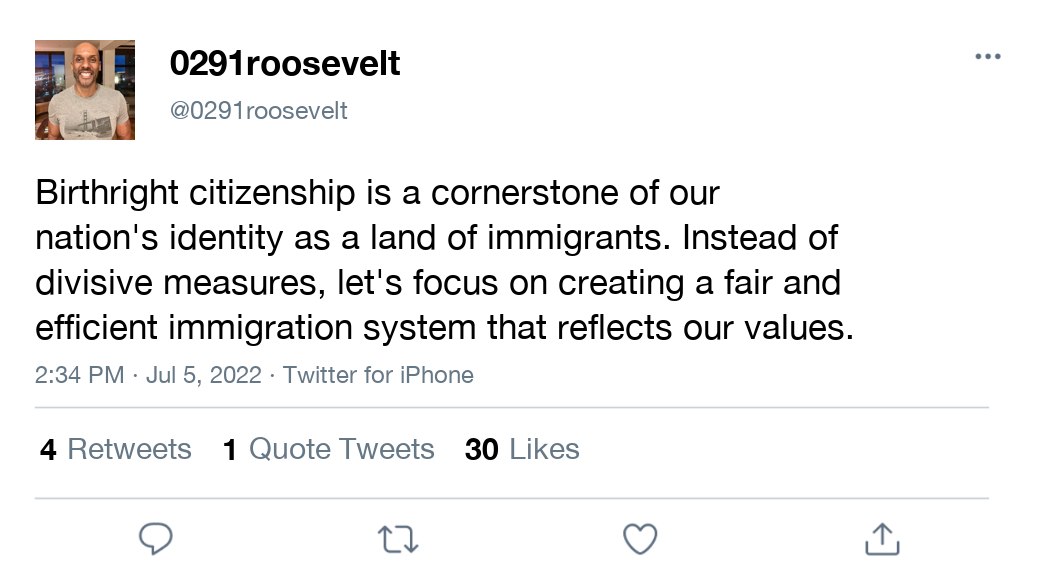 0291roosevelt
@0291roosevelt
Birthright citizenship is a cornerstone of our
nation's identity as a land of immigrants. Instead of
divisive measures, let's focus on creating a fair and
efficient immigration system that reflects our values.
2:34 PM · Jul 5, 2022 · Twitter for iPhone
4 Retweets 1 Quote Tweets 30 Likes